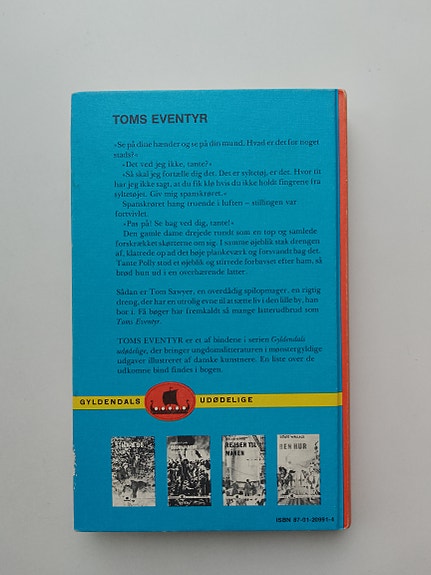 TOMS EVENTYR
»Se på dine hænder og se på din mund. Hvad er det for noget
stads?«
»Det ved jeg ikke, tante?«
»Så skal jeg fortælle dig det. Det er syltetøj, er det. Hvor tit
har jeg ikke sagt, at du fik klø hvis du ikke holdt fingrene fra
syltetøjet. Giv mig spanskrøret.«
Spanskrøret hang truende i luften – stillingen var
fortvivlet.
»Pas på! Se bag ved dig, tante!«
Den gamle dame drejede rundt som en top og samlede
forskrækket skørterne om sig. I samme øjeblik stak drengen
af, klatrede op ad det høje plankeværk og forsvandt bag det.
Tante Polly stod et øjeblik og stirrede forbavset efter ham, så
brød hun ud i en overbærende latter.
Sådan er Tom Sawyer, en overdådig spilopmager, en rigtig
dreng, der har en utrolig evne til at sætte liv i den lille by, han
bor i. Få bøger har fremkaldt så mange latterudbrud som
Toms Eventyr.
TOMS EVENTYR er et af bindene i serien Gyldendals
udødelige, der bringer ungdomslitteraturen i mønstergyldige
udgaver illustreret af danske kunstnere. En liste over de
udkomne bind findes i bogen.
GYLDENDALS UDØDELIGE
REJSEN TIL
MÅNEN
BEN HUR